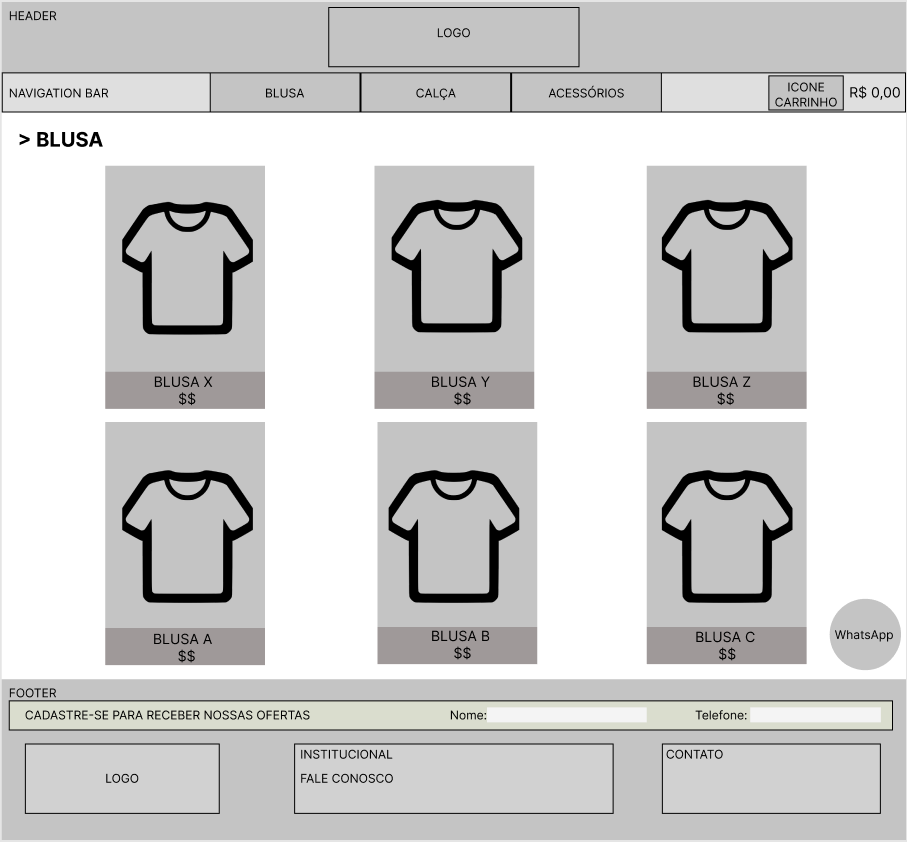 HEADER
LOGO
NAVIGATION BAR
BLUSA
CALÇA
ACESSÓRIOS
ICONE
CARRINHO
R$ 0,00
> BLUSA
BLUSA X
$$
BLUSA Y
$$
BLUSA Z
$$
BLUSA A
$$
BLUSA B
$$
BLUSA C
$$
WhatsApp
FOOTER
CADASTRE-SE PARA RECEBER NOSSAS OFERTAS
Nome:
Telefone:
LOGO
INSTITUCIONAL
FALE CONOSCO
CONTATO